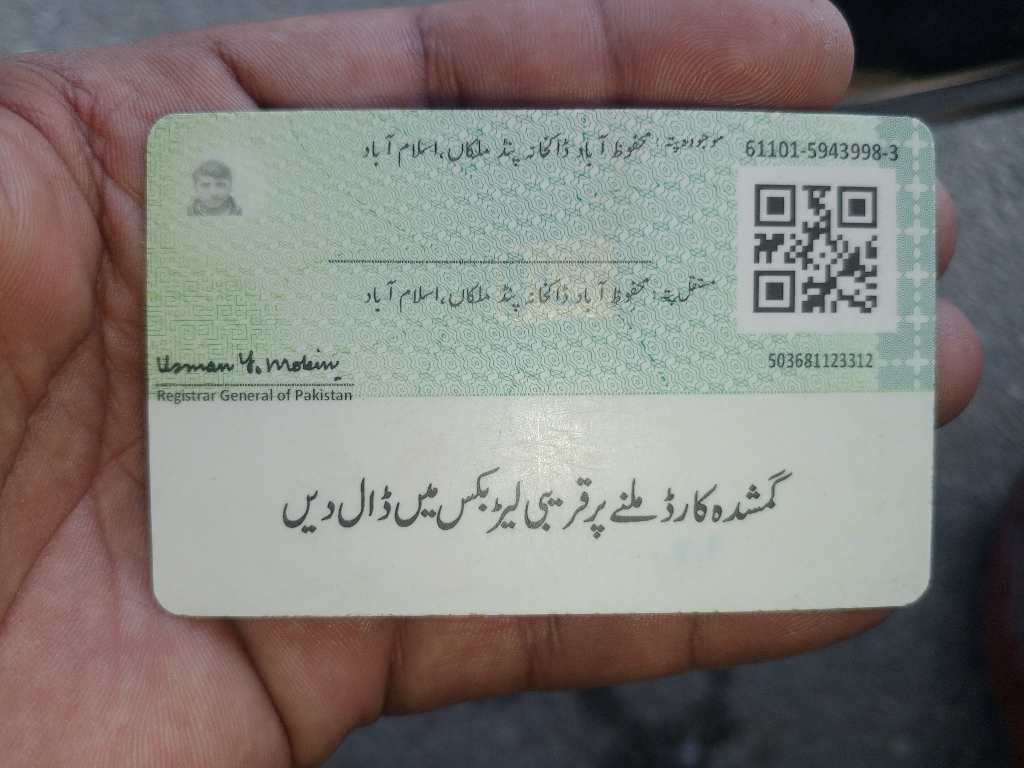 موجودہ پتہ: محفوظ آباد ڈاکخانہ پنڈ ملکاں، اسلام آباد
61101-5943998-3
مستقل پتہ: محفوظ آباد ڈاکخانہ پنڈ ملکاں، اسلام آباد
503681123312
Usman Y. Mobin
Registrar General of Pakistan
گمشدہ کارڈ ملنے پر قریبی لیٹر بکس میں ڈال دیں